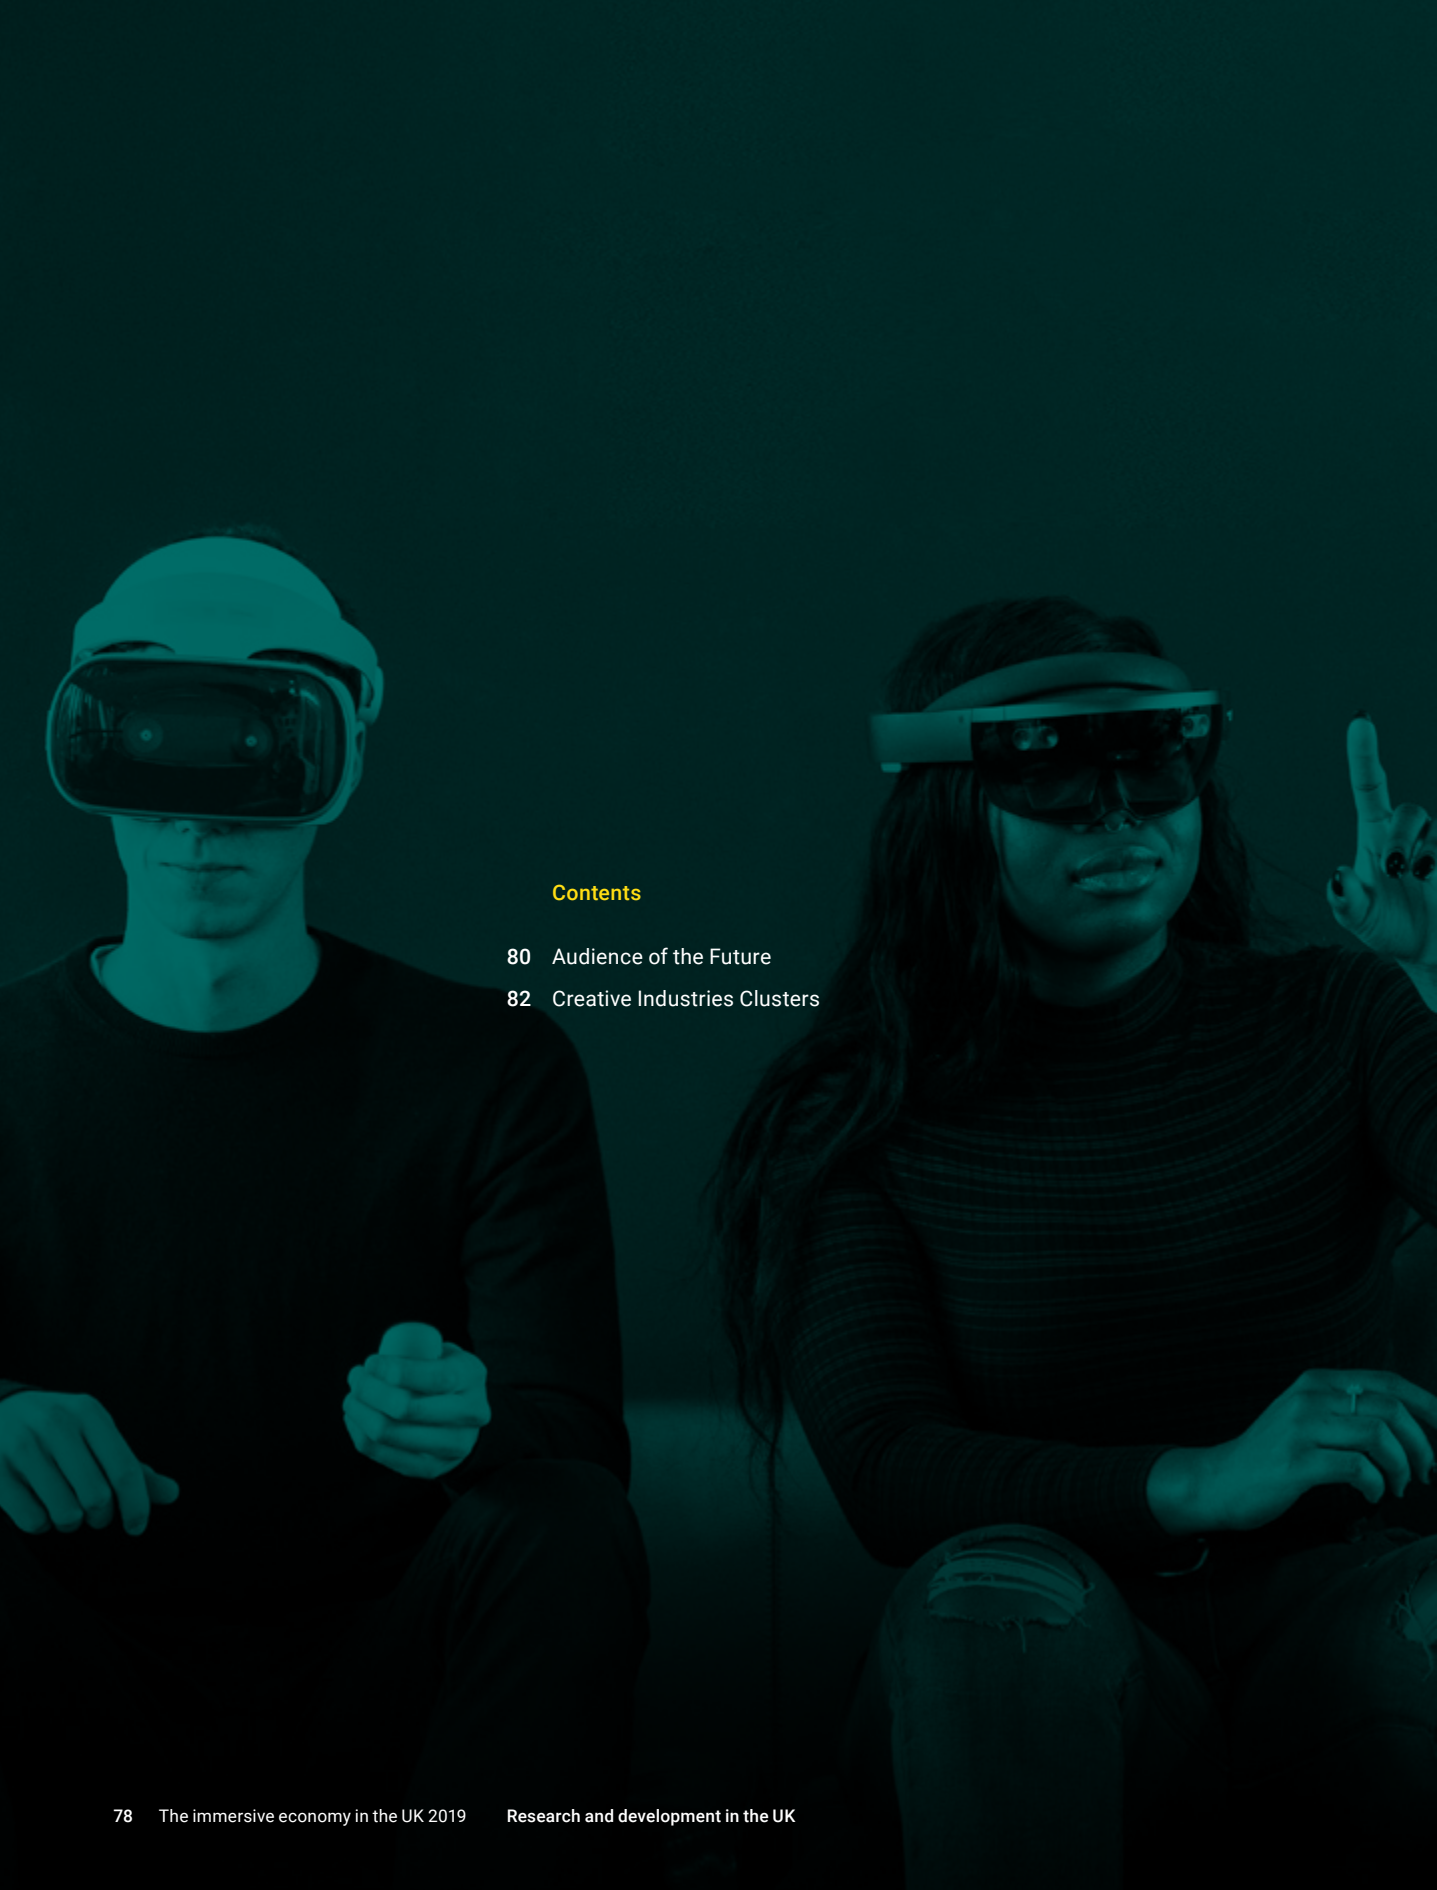 Contents
80 Audience of the Future
82 Creative Industries Clusters
78 The immersive economy in the UK 2019 Research and development in the UK